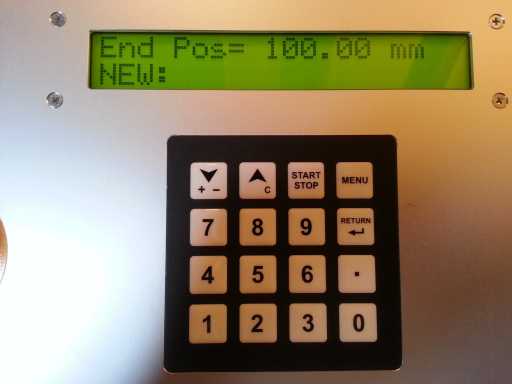 End Pos= 100.00 mm
NEW:
+ -
C
START
STOP
MENU
7
8
9
RETURN
4
5
6
.
1
2
3
0